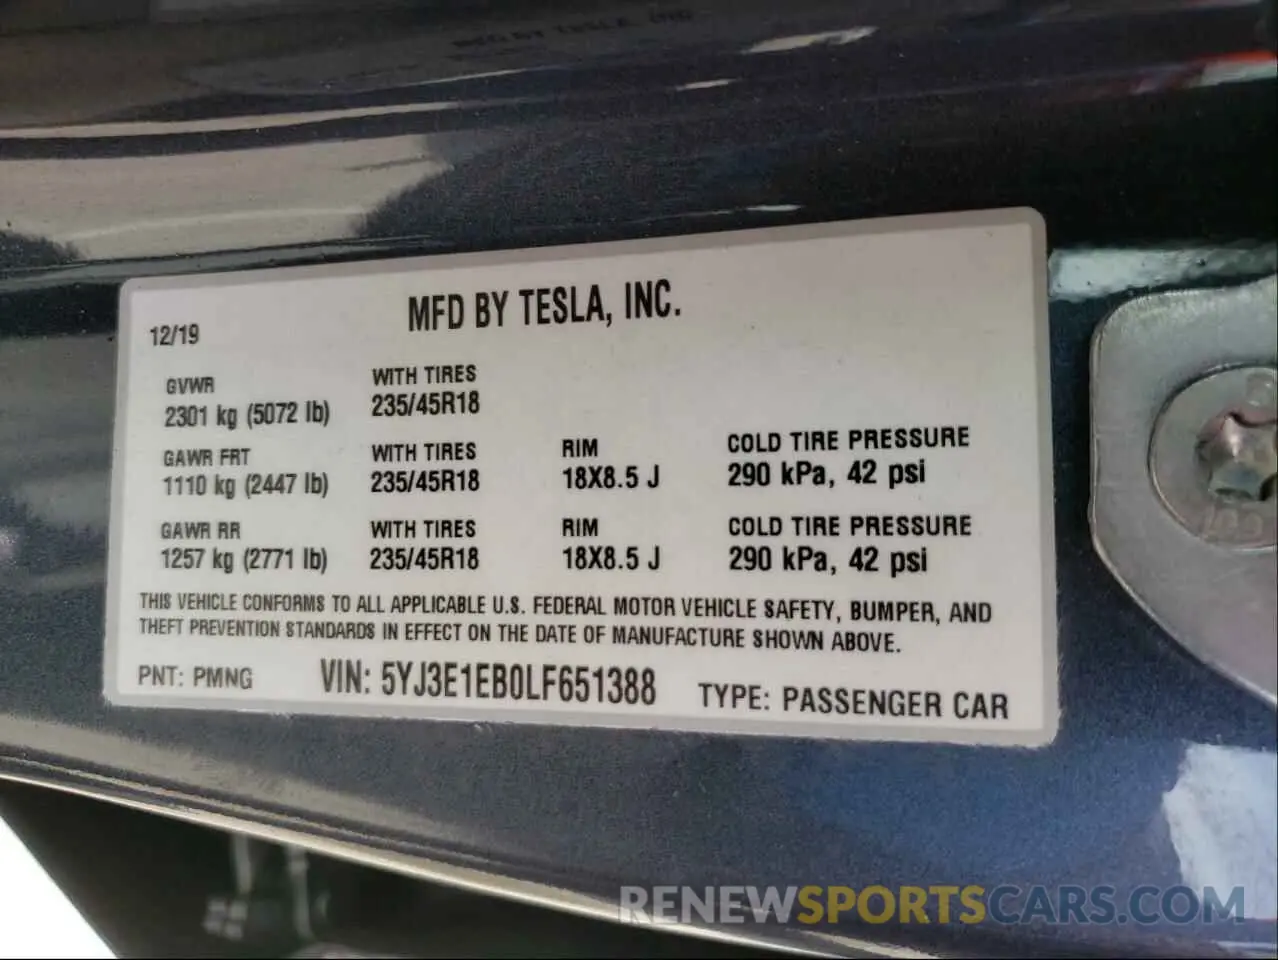 MFD BY TESLA, INC.
12/19
GVWR
2301 kg (5072 lb)
WITH TIRES
235/45R18
GAWR FRT
1110 kg (2447 lb)
WITH TIRES
235/45R18
RIM
18X8.5 J
COLD TIRE PRESSURE
290 kPa, 42 psi
GAWR RR
1257 kg (2771 lb)
WITH TIRES
235/45R18
RIM
18X8.5 J
COLD TIRE PRESSURE
290 kPa, 42 psi
THIS VEHICLE CONFORMS TO ALL APPLICABLE U.S. FEDERAL MOTOR VEHICLE SAFETY, BUMPER, AND
THEFT PREVENTION STANDARDS IN EFFECT ON THE DATE OF MANUFACTURE SHOWN ABOVE.
PNT: PMNG
VIN: 5YJ3E1EB0LF651388
TYPE: PASSENGER CAR
RENEWSPORTSCARS.COM